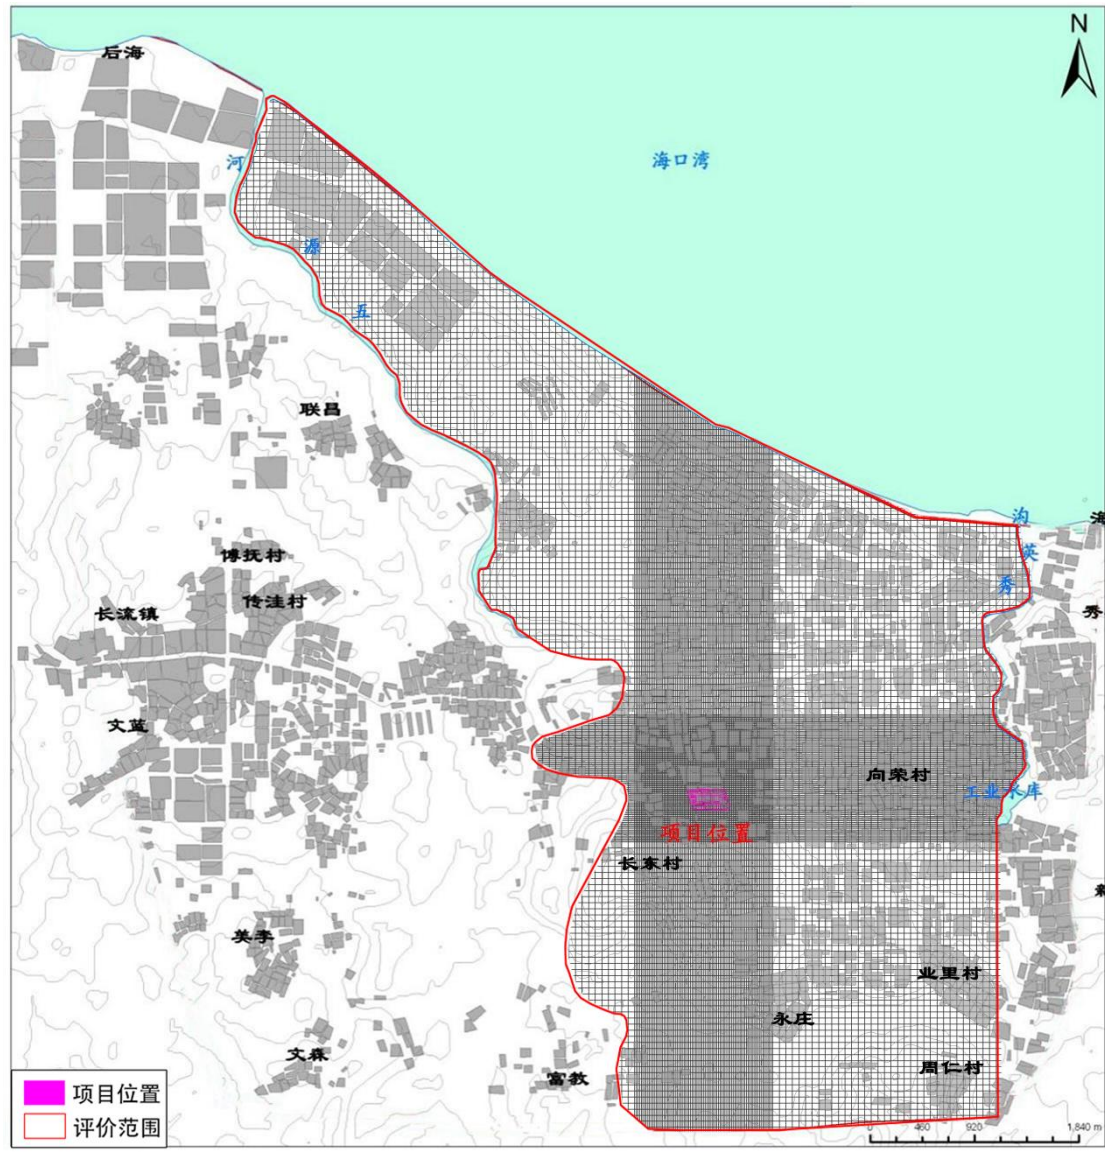 N
后海
河
海口湾
源
五
联昌
沟
海
英
博抚村
秀
传洼村
长流镇
秀
文蓝
向荣村
工业水库
项目位置
长东村
美李
业里村
永庄
文森
周仁村
富教
项目位置
评价范围
0 460 920 1,840 m